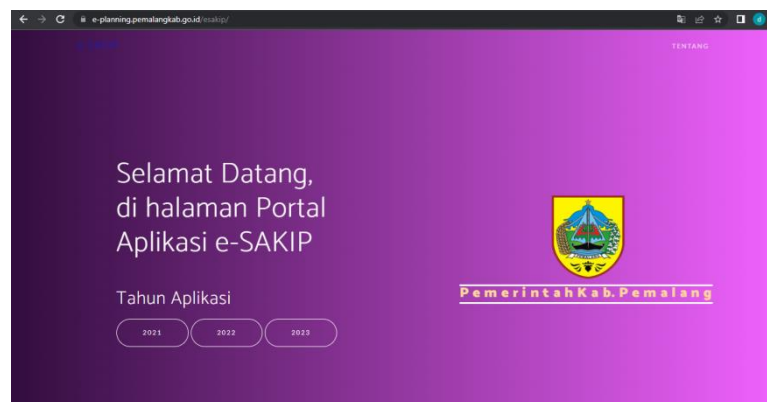 e-planning.pemalangkab.go.id/esakip/
TENTANG
Selamat Datang,
di halaman Portal
Aplikasi e-SAKIP
Tahun Aplikasi
2021 2022 2023
PemerintahKab.Pemalang